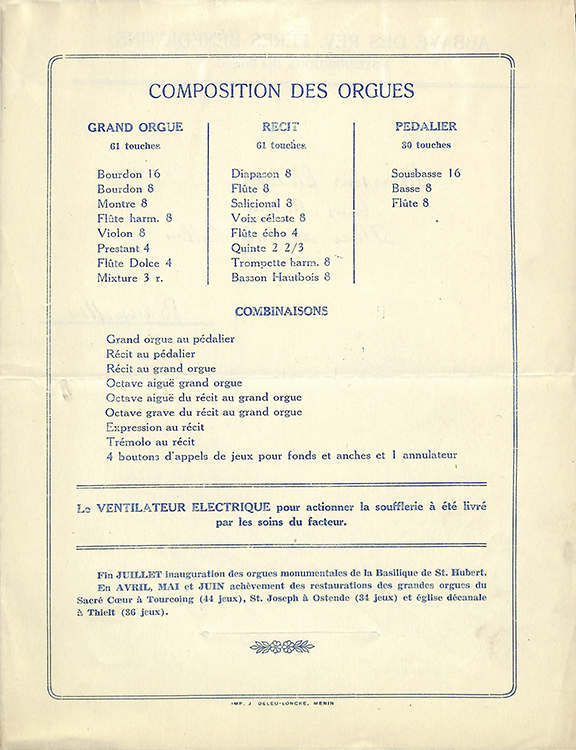 COMPOSITION DES ORGUES
GRAND ORGUE
61 touches
Bourdon 16
Bourdon 8
Montre 8
Flûte harm. 8
Violon 8
Prestant 4
Flûte Dolce 4
Mixture 3 r.
RECIT
61 touches
Diapason 8
Flûte 8
Salicional 8
Voix céleste 8
Flûte écho 4
Quinte 2 2/3
Trompette harm. 8
Basson Hautbois 8
PEDALIER
30 touches
Sousbasse 16
Basse 8
Flûte 8
COMBINAISONS
Grand orgue au pédalier
Récit au pédalier
Récit au grand orgue
Octave aiguë grand orgue
Octave aiguë du récit au grand orgue
Octave grave du récit au grand orgue
Expression au récit
Trémolo au récit
4 boutons d'appels de jeux pour fonds et anches et 1 annulateur
Le VENTILATEUR ELECTRIQUE pour actionner la soufflerie à été livré
par les soins du facteur.
Fin JUILLET inauguration des orgues monumentales de la Basilique de St. Hubert.
En AVRIL, MAI et JUIN achèvement des restaurations des grandes orgues du
Sacré Cœur à Tourcoing (44 jeux), St. Joseph à Ostende (34 jeux) et église décanale
à Thielt (36 jeux).
IMP. J. DELEU-LONCKE, MENIN